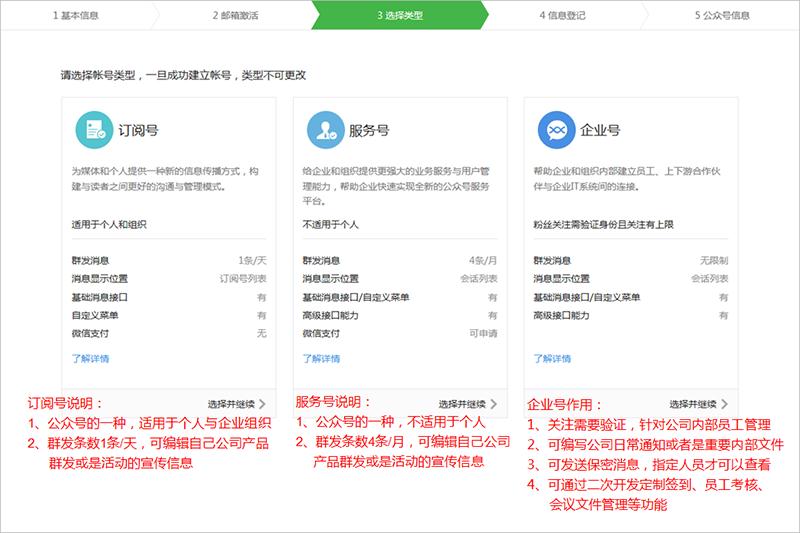 1 基本信息
2 邮箱激活
3 选择类型
4 信息登记
5 公众号信息
请选择帐号类型，一旦成功建立帐号，类型不可更改
订阅号
为媒体和个人提供一种新的信息传播方式，构
建与读者之间更好的沟通与管理模式。
适用于个人和组织
群发消息 1条/天
消息显示位置 订阅号列表
基础消息接口 有
自定义菜单 有
微信支付 无
了解详情
选择并继续
订阅号说明：
1、公众号的一种，适用于个人与企业组织
2、群发条数1条/天，可编辑自己公司产品
群发或是活动的宣传信息
服务号
给企业和组织提供更强大的业务服务与用户管
理能力，帮助企业快速实现全新的公众号服务
平台。
不适用于个人
群发消息 4条/月
消息显示位置 会话列表
基础消息接口/自定义菜单 有
高级接口能力 有
微信支付 可申请
了解详情
选择并继续
服务号说明：
1、公众号的一种，不适用于个人
2、群发条数4条/月，可编辑自己公司
产品群发或是活动的宣传信息
企业号
帮助企业和组织内部建立员工、上下游合作伙
伴与企业IT系统间的连接。
粉丝关注需验证身份且关注有上限
群发消息 无限制
消息显示位置 会话列表
基础消息接口/自定义菜单 有
高级接口能力 有
了解详情
选择并继续
企业号作用：
1、关注需要验证，针对公司内部员工管理
2、可编写公司日常通知或者是重要内部文件
3、可发送保密消息，指定人员才可以查看
4、可通过二次开发定制签到、员工考核、
会议文件管理等功能